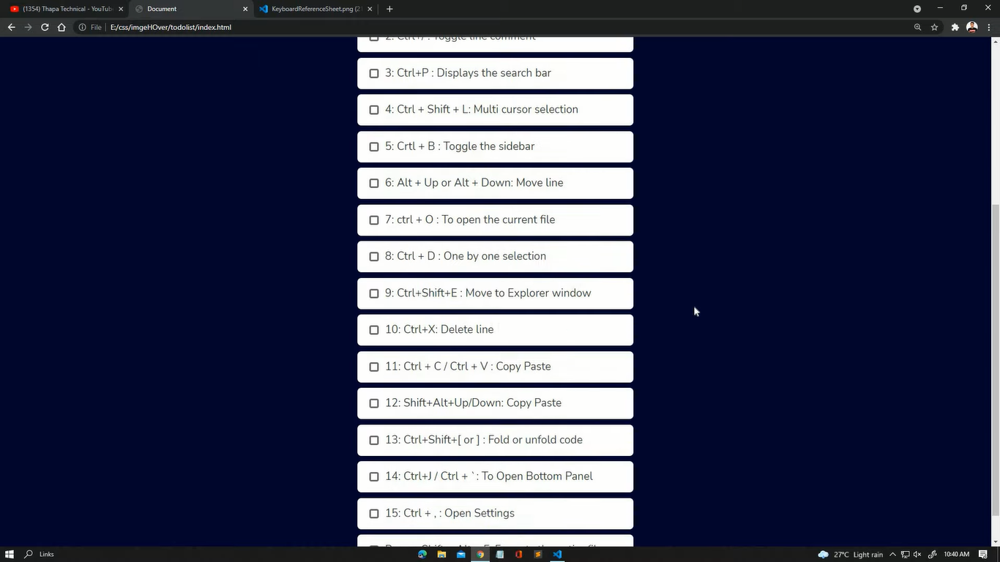 (1354) Thapa Technical - YouTub
Document
KeyboardReferenceSheet.png (2
File
E:/css/imgeHOver/todolist/index.html
2: Ctrl+/ : Toggle line comment
3: Ctrl+P : Displays the search bar
4: Ctrl + Shift + L: Multi cursor selection
5: Crtl + B : Toggle the sidebar
6: Alt + Up or Alt + Down: Move line
7: ctrl + O : To open the current file
8: Ctrl + D : One by one selection
9: Ctrl+Shift+E : Move to Explorer window
10: Ctrl+X: Delete line
11: Ctrl + C / Ctrl + V : Copy Paste
12: Shift+Alt+Up/Down: Copy Paste
13: Ctrl+Shift+[ or ] : Fold or unfold code
14: Ctrl+J / Ctrl + ` : To Open Bottom Panel
15: Ctrl + , : Open Settings
Links
27°C Light rain
10:40 AM